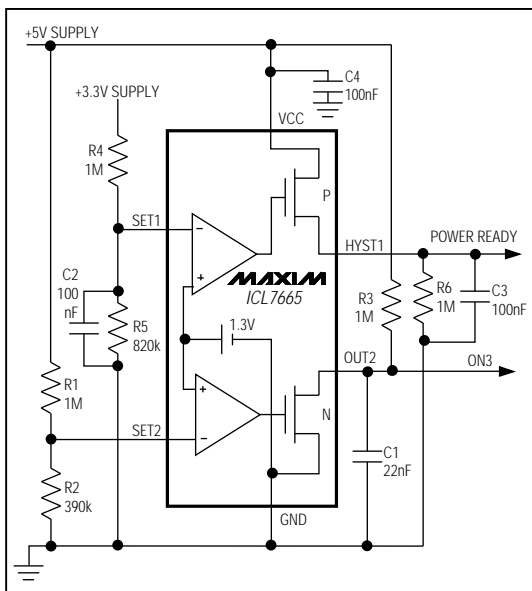 +5V SUPPLY
C4
100nF
+3.3V SUPPLY
VCC
R4
1M
P
SET1
–
HYST1
POWER READY
+
MAXIM
ICL7665
C2
100
nF
R5
820k
1.3V
R3
1M
R6
1M
C3
100nF
OUT2
ON3
R1
1M
+
N
SET2
–
C1
22nF
R2
390k
GND